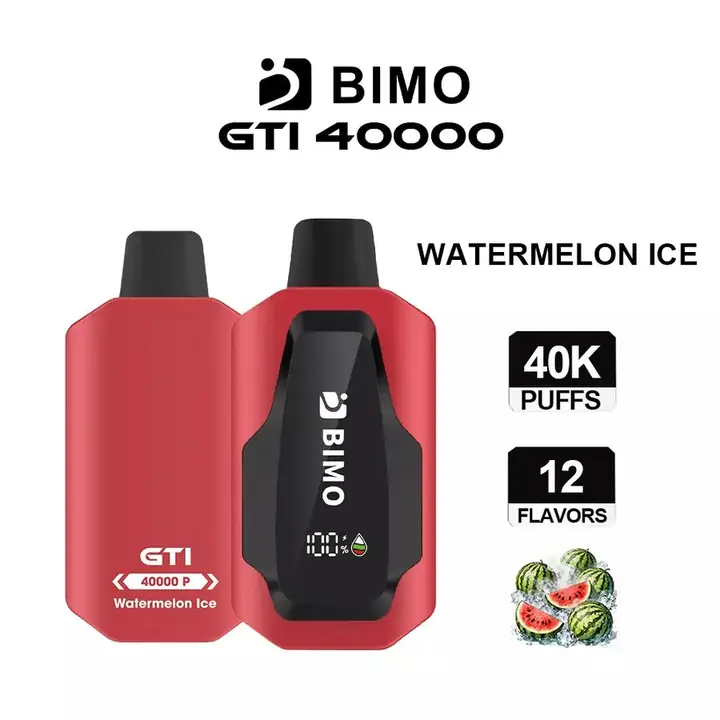 BIMO
GTI 40000
WATERMELON ICE
40K
PUFFS
12
FLAVORS
BIMO
100%
GTI
40000 P
Watermelon Ice